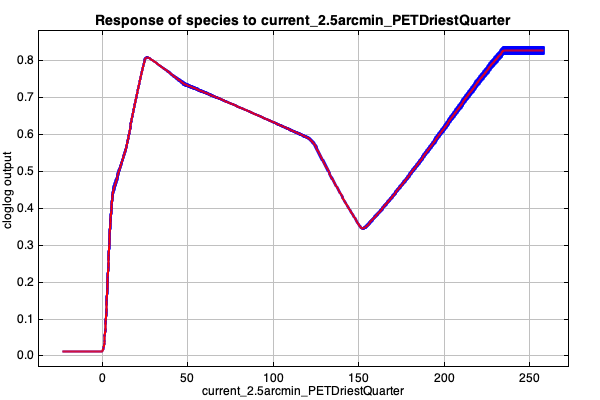 Response of species to current_2.5arcmin_PETDriestQuarter
cloglog output
0.8
0.7
0.6
0.5
0.4
0.3
0.2
0.1
0.0
0 50 100 150 200 250
current_2.5arcmin_PETDriestQuarter